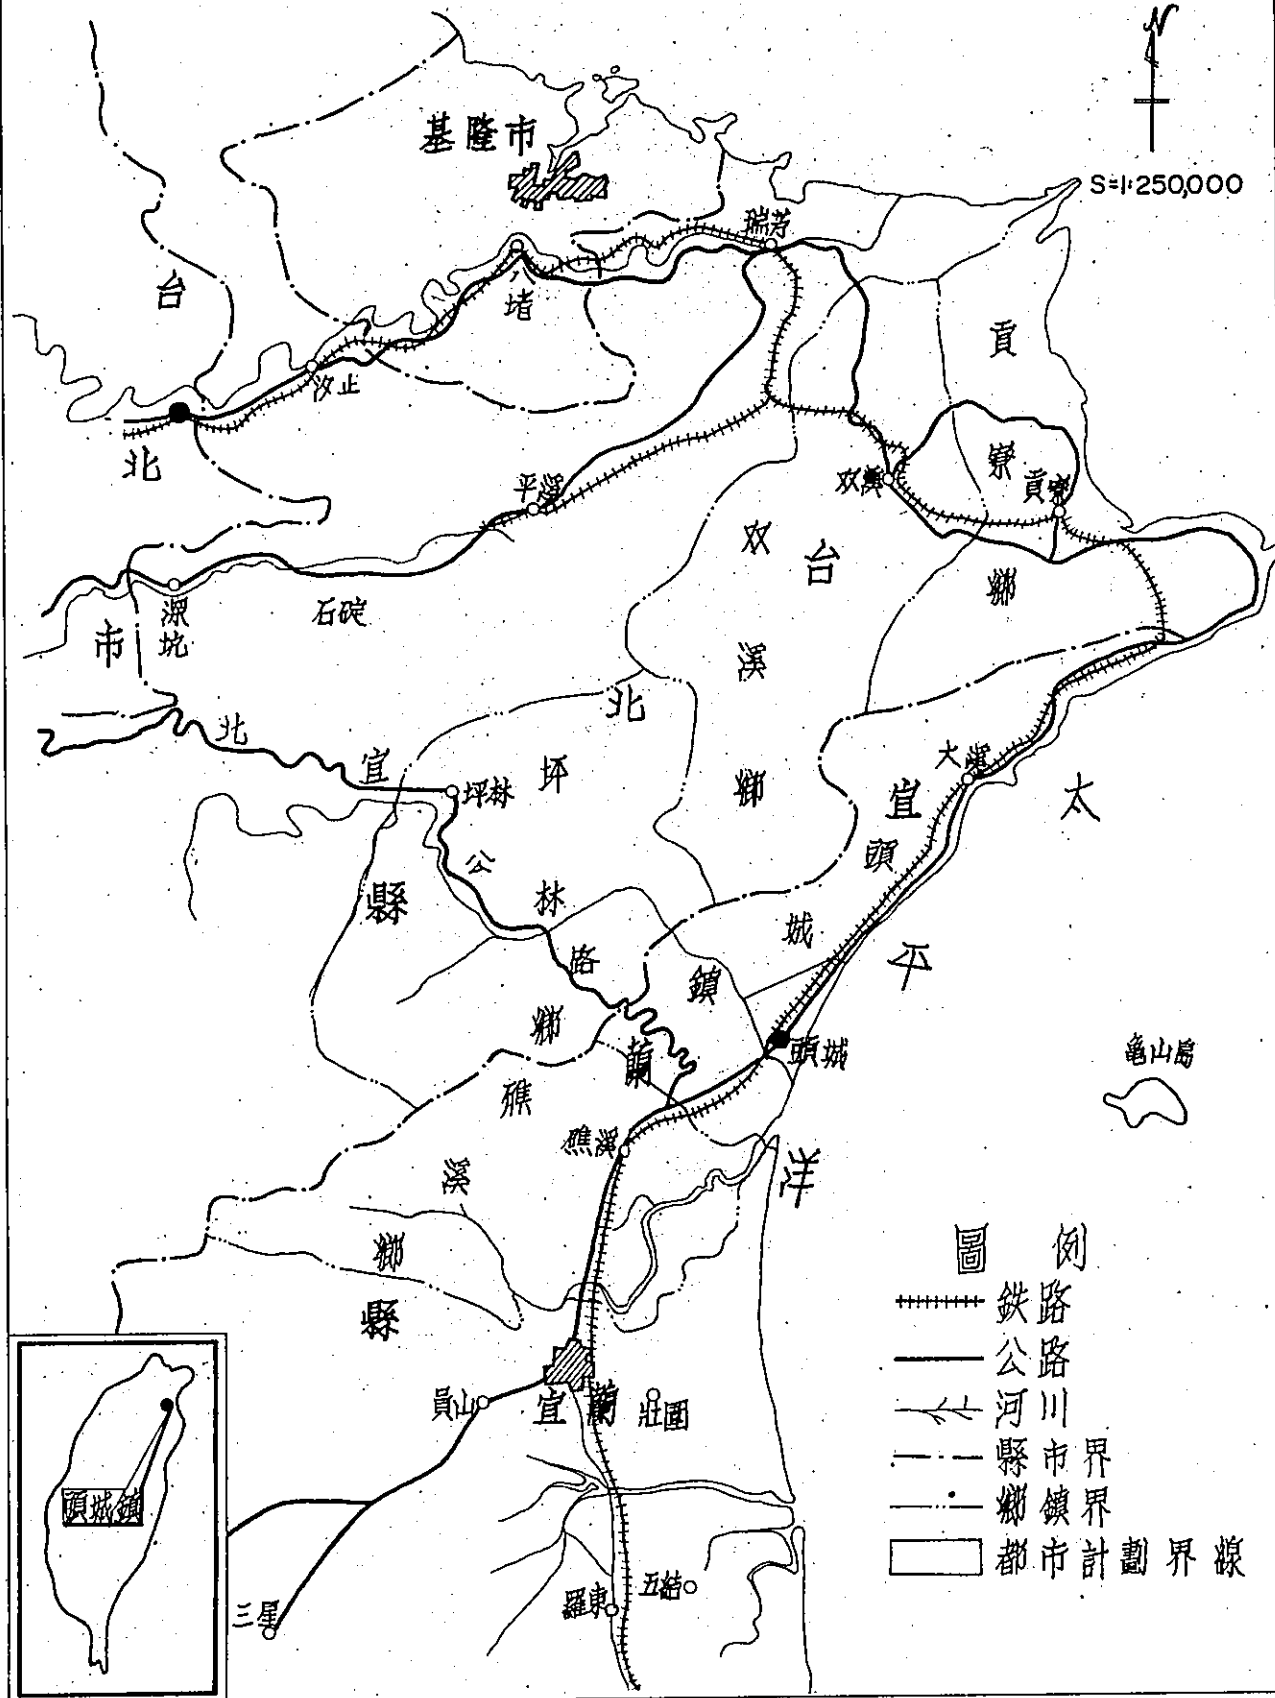 N
S=1:250,000
基隆市
瑞芳
八堵
汐止
台北市
平溪
深坑
石碇
双溪
貢寮
貢寮鄉
双溪鄉
台北縣
北宜公路
坪林
坪林鄉
大溪
宜蘭縣
頭城鎮
頭城
太平洋
龜山島
礁溪
礁溪鄉
員山
宜蘭
壯圍
羅東
五結
三星
頭城鎮
圖例
鉄路
公路
河川
縣市界
鄉鎮界
都市計劃界線